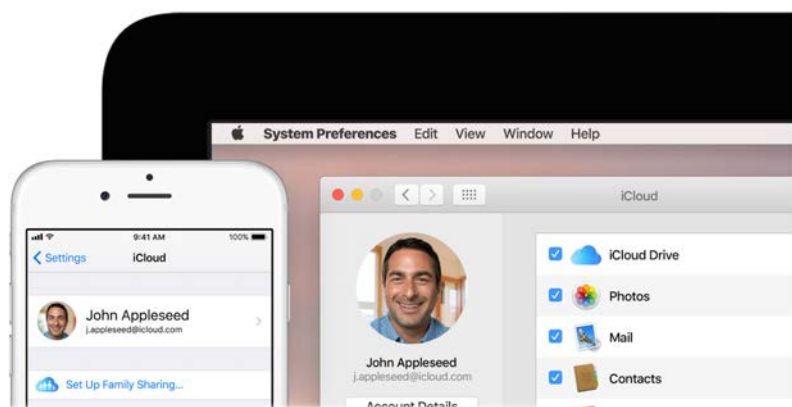 System Preferences Edit View Window Help
iCloud
iCloud Drive
Photos
Mail
Contacts
John Appleseed
j.appleseed@icloud.com
Account Details
9:41 AM 100%
Settings iCloud
John Appleseed
j.appleseed@icloud.com
Set Up Family Sharing...